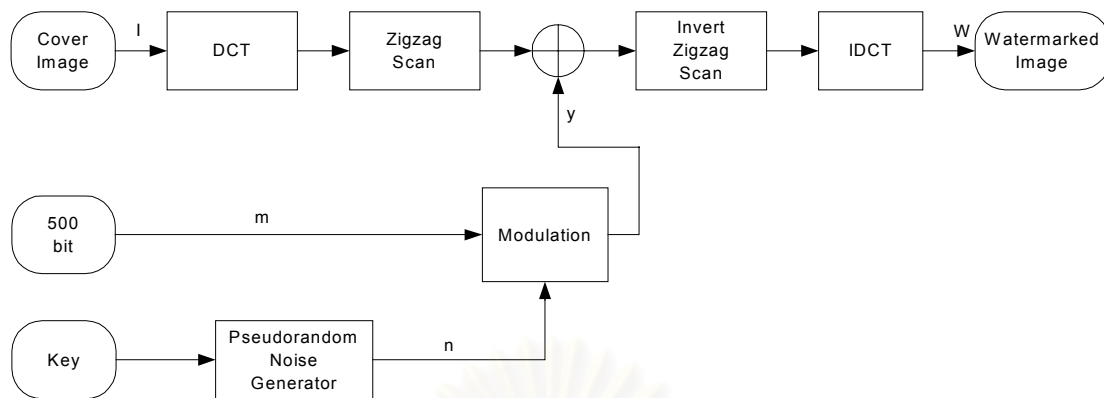 Cover
Image
I
DCT
Zigzag
Scan
Invert
Zigzag
Scan
IDCT
W
Watermarked
Image
y
500
bit
m
Modulation
Key
Pseudorandom
Noise
Generator
n